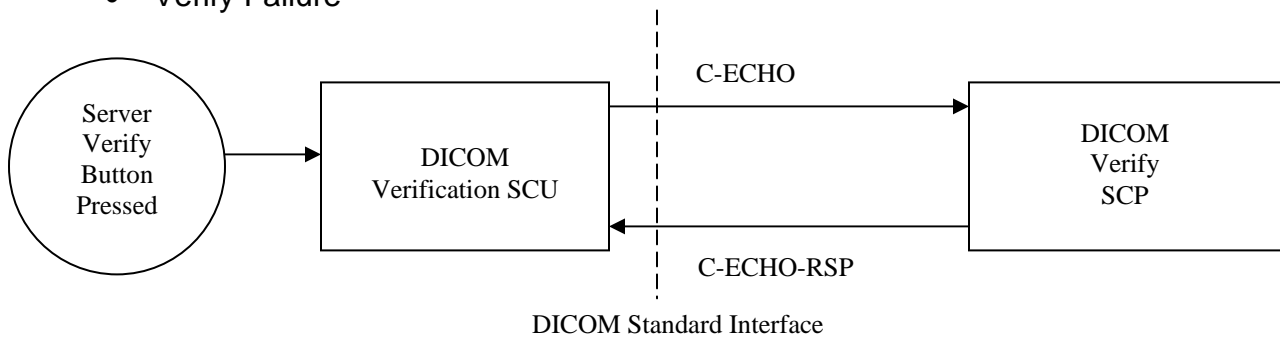 • Verify Failure
Server
Verify
Button
Pressed
DICOM
Verification SCU
C-ECHO
C-ECHO-RSP
DICOM
Verify
SCP
DICOM Standard Interface